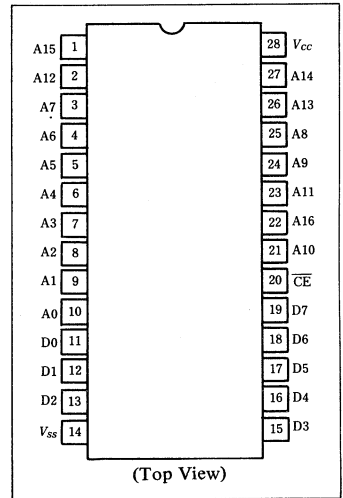 A15 1 28 Vcc
A12 2 27 A14
A7 3 26 A13
A6 4 25 A8
A5 5 24 A9
A4 6 23 A11
A3 7 22 A16
A2 8 21 A10
A1 9 20 C̅E̅
A0 10 19 D7
D0 11 18 D6
D1 12 17 D5
D2 13 16 D4
Vss 14 15 D3
(Top View)